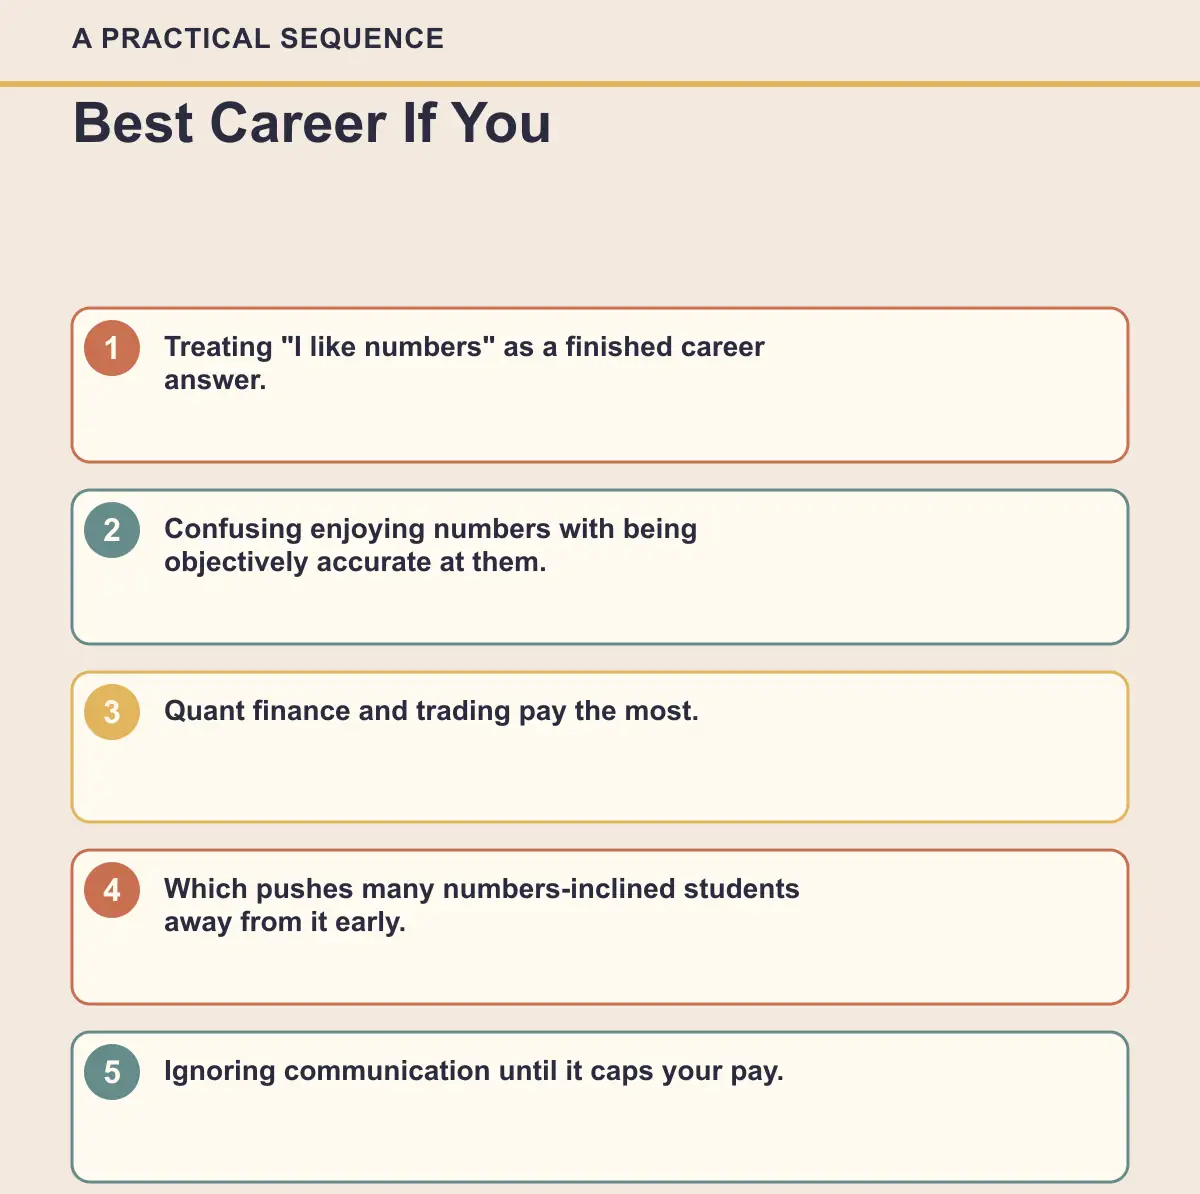 A PRACTICAL SEQUENCE
Best Career If You
1
Treating "I like numbers" as a finished career
answer.
2
Confusing enjoying numbers with being
objectively accurate at them.
3
Quant finance and trading pay the most.
4
Which pushes many numbers-inclined students
away from it early.
5
Ignoring communication until it caps your pay.